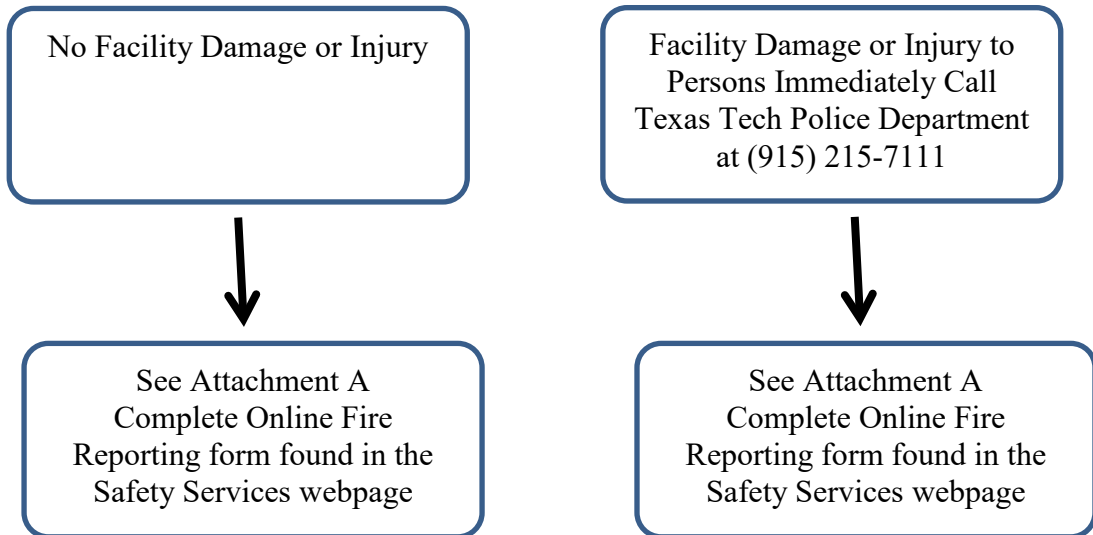 No Facility Damage or Injury
Facility Damage or Injury to
Persons Immediately Call
Texas Tech Police Department
at (915) 215-7111
See Attachment A
Complete Online Fire
Reporting form found in the
Safety Services webpage
See Attachment A
Complete Online Fire
Reporting form found in the
Safety Services webpage